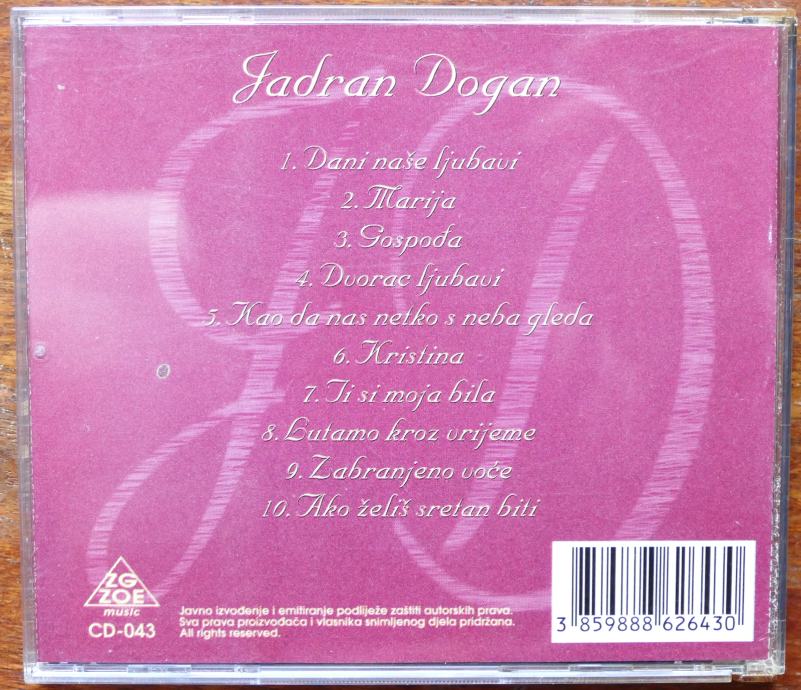 Jadran Dogan
1. Dani naše ljubavi
2. Marija
3. Gospođa
4. Dvorac ljubavi
5. Kao da nas netko s neba gleda
6. Kristina
7. Ti si moja bila
8. Lutamo kroz vrijeme
9. Zabranjeno voće
10. Ako želiš sretan biti
ZG
ZOE
music
CD-043
Javno izvođenje i emitiranje podliježe zaštiti autorskih prava.
Sva prava proizvođača i vlasnika snimljenog djela pridržana.
All rights reserved.
3 859888 626430